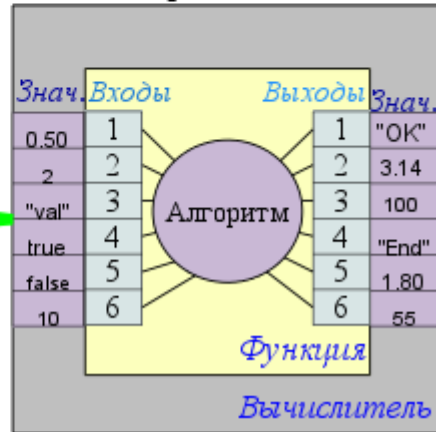 Знач. Входы Выходы Знач.
0.50 1 1 "OK"
2 2 2 3.14
"val" 3 3 100
Алгоритм
true 4 4 "End"
false 5 5 1.80
10 6 6 55
Функция
Вычислитель